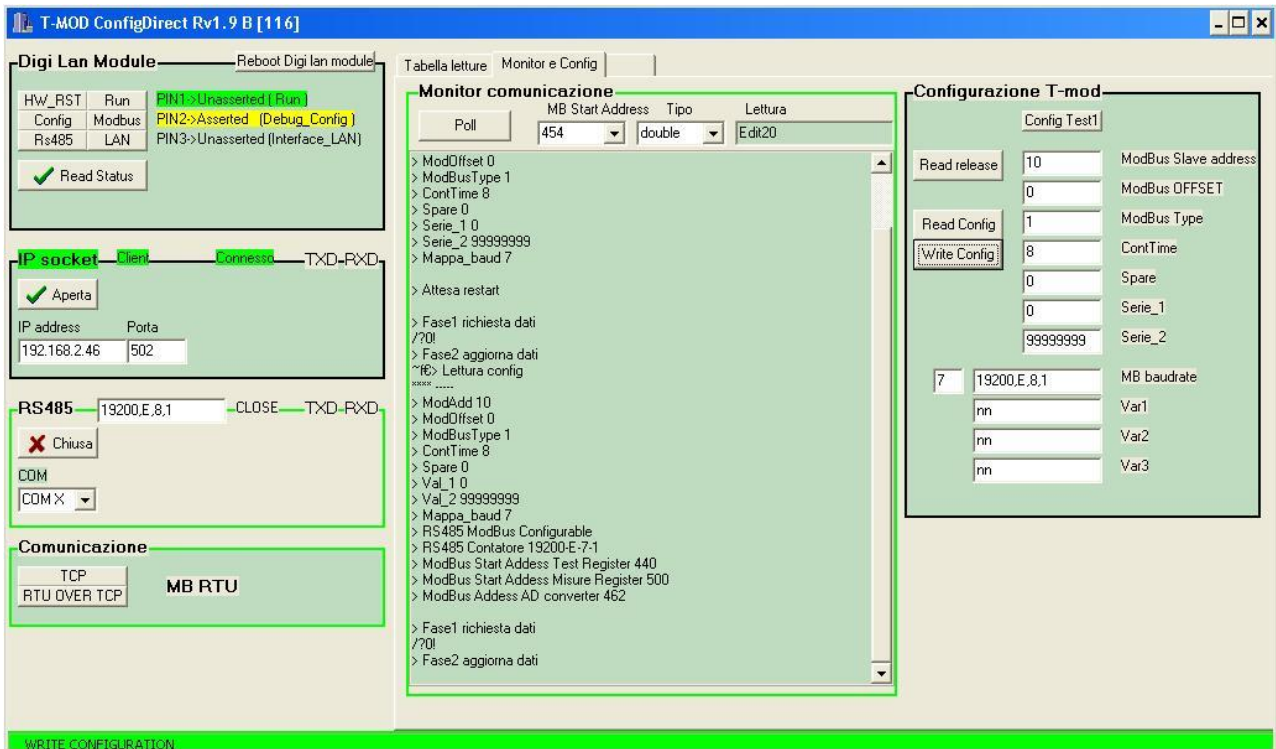 T-MOD ConfigDirect Rv1.9 B [116]
Digi Lan Module
Reboot Digi lan module
HW_RST Run PIN1->Unasserted ( Run )
Config Modbus PIN2->Asserted (Debug_Config )
Rs485 LAN PIN3->Unasserted (Interface_LAN)
Read Status
IP socket Client Connesso TXD-RXD
Aperta
IP address Porta
192.168.2.46 502
RS485 19200,E,8,1 CLOSE TXD-RXD
Chiusa
COM
COM X
Comunicazione
TCP
RTU OVER TCP
MB RTU
Tabella letture Monitor e Config
Monitor comunicazione
MB Start Address Tipo Lettura
Poll 454 double Edit20
> ModOffset 0
> ModBusType 1
> ContTime 8
> Spare 0
> Serie_1 0
> Serie_2 99999999
> Mappa_baud 7
> Attesa restart
> Fase1 richiesta dati
/?0!
> Fase2 aggiorna dati
~f€> Lettura config
**** -----
> ModAdd 10
> ModOffset 0
> ModBusType 1
> ContTime 8
> Spare 0
> Val_1 0
> Val_2 99999999
> Mappa_baud 7
> RS485 ModBus Configurable
> RS485 Contatore 19200-E-7-1
> ModBus Start Addess Test Register 440
> ModBus Start Addess Misure Register 500
> ModBus Addess AD converter 462
> Fase1 richiesta dati
/?0!
> Fase2 aggiorna dati
Configurazione T-mod
Config Test1
Read release 10 ModBus Slave address
0 ModBus OFFSET
Read Config 1 ModBus Type
Write Config 8 ContTime
0 Spare
0 Serie_1
99999999 Serie_2
7 19200,E,8,1 MB baudrate
nn Var1
nn Var2
nn Var3
WRITE CONFIGURATION